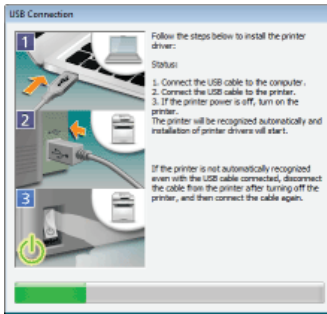 USB Connection
1
2
3
Follow the steps below to install the printer
driver:
Status:
1. Connect the USB cable to the computer.
2. Connect the USB cable to the printer.
3. If the printer power is off, turn on the
printer.
The printer will be recognized automatically and
installation of printer drivers will start.
If the printer is not automatically recognized
even with the USB cable connected, disconnect
the cable from the printer after turning off the
printer, and then connect the cable again.